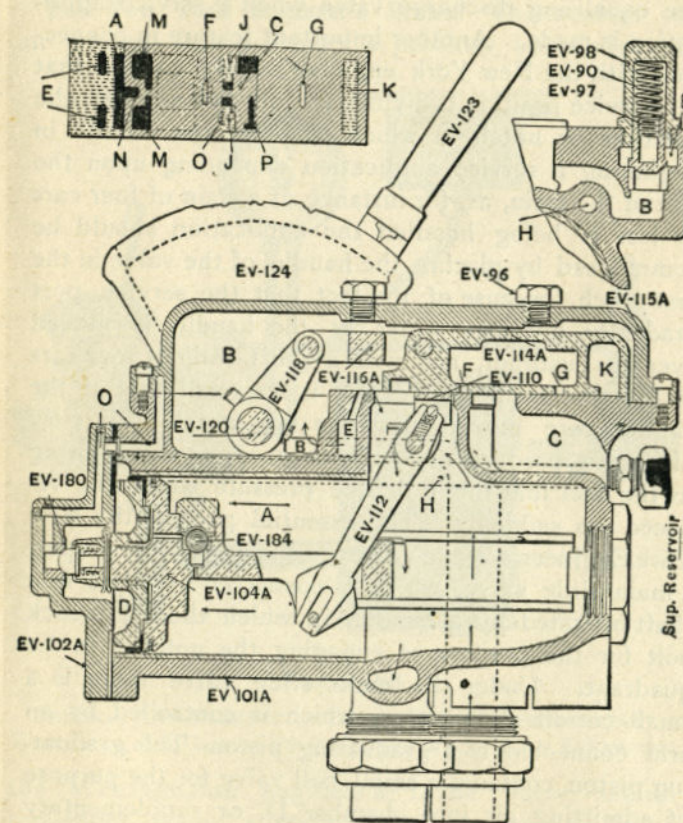 A M F J C G
E K
N M O J P
EV-123
EV-98
EV-90
EV-97
B
H
EV-115A
EV-124
EV-96
B EV-118 EV-114A
EV-116A F EV-110 G K
O EV-120 B E C
EV-180
A H
EV-184 EV-112
EV-104A
D
EV-102A
EV-101A
Sup. Reservoir